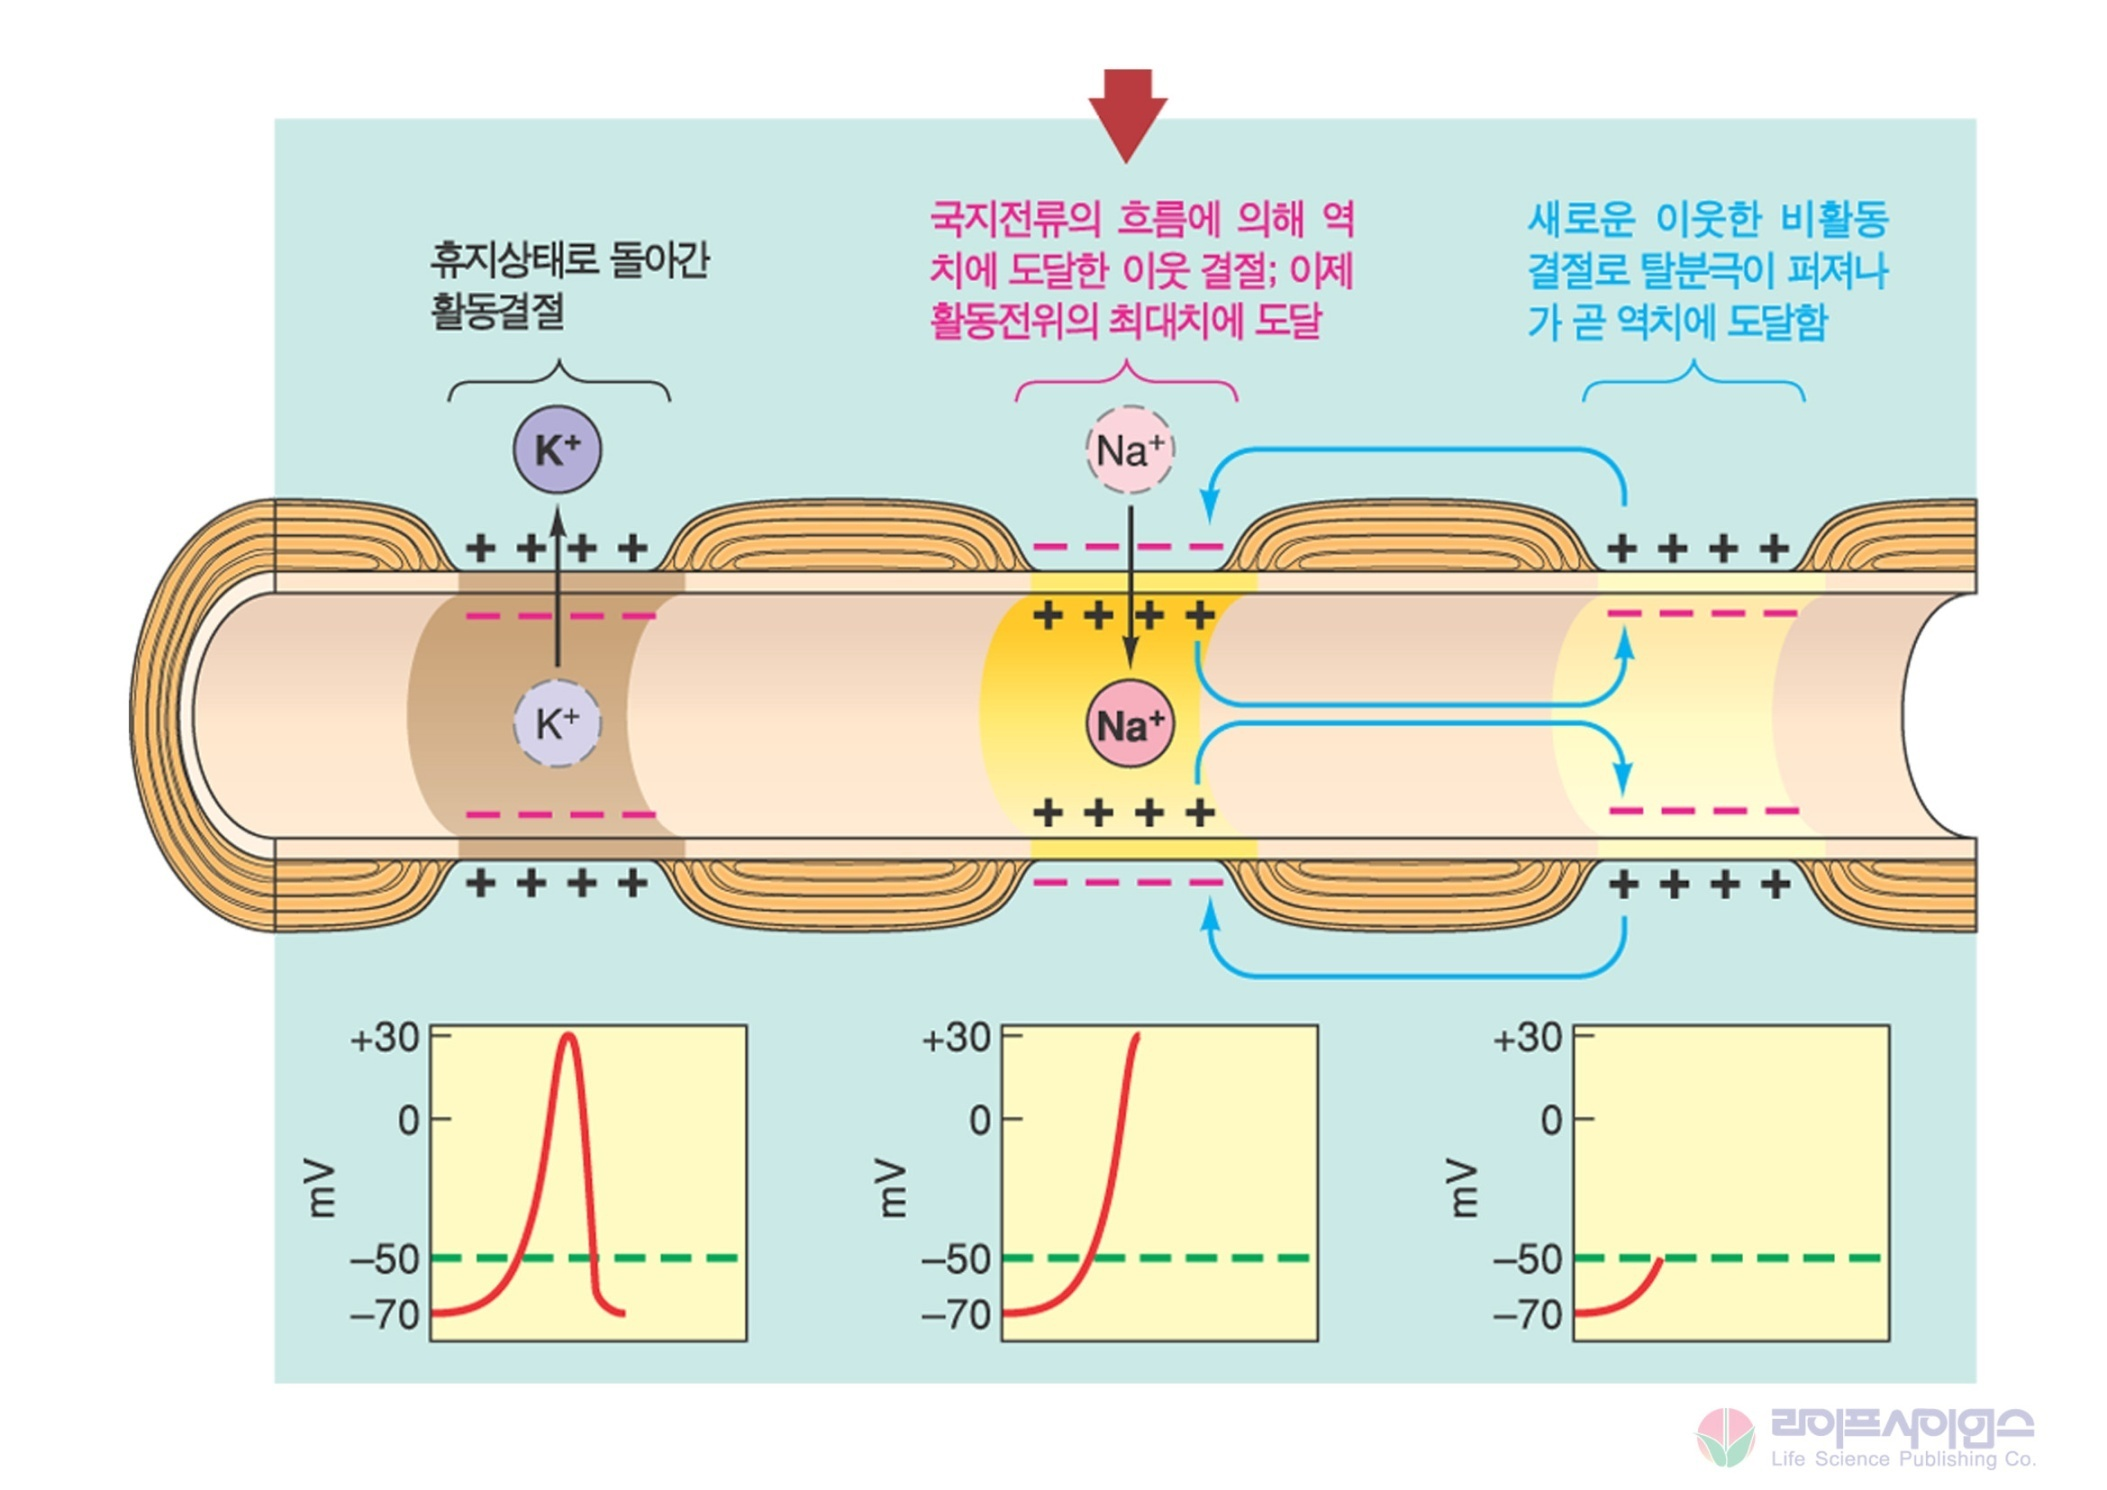 휴지상태로 돌아간
활동결절
국지전류의 흐름에 의해 역
치에 도달한 이웃 결절; 이제
활동전위의 최대치에 도달
새로운 이웃한 비활동
결절로 탈분극이 퍼져나
가 곧 역치에 도달함
K+
Na+
+ + + +
– – – –
+ + + +
– – – –
+ + + +
– – – –
K+
Na+
– – – –
+ + + +
– – – –
+ + + +
– – – –
+ + + +
+30
0
mV
–50
–70
+30
0
mV
–50
–70
+30
0
mV
–50
–70
라이프사이언스
Life Science Publishing Co.